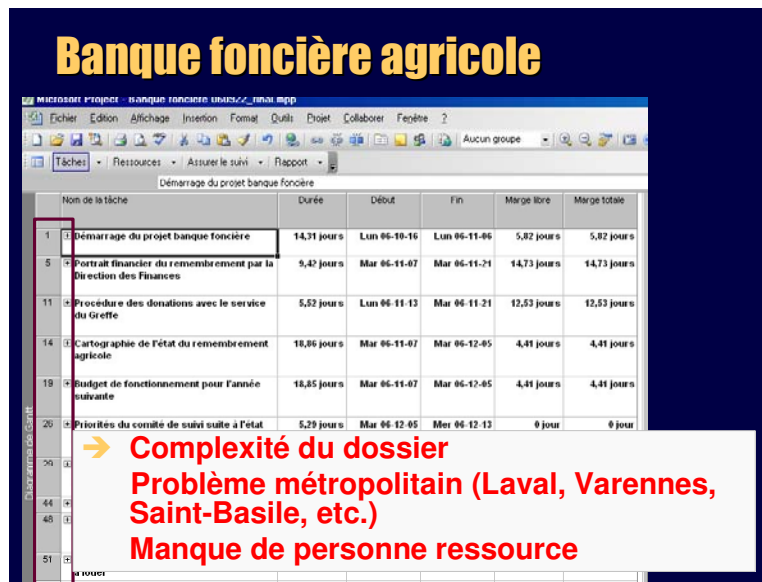 Banque foncière agricole
Microsoft Project - Banque foncière 060922_final.mpp
Fichier Edition Affichage Insertion Format Outils Projet Collaborer Fenêtre ?
Aucun groupe
Tâches Ressources Assurer le suivi Rapport
Démarrage du projet banque foncière
Nom de la tâche Durée Début Fin Marge libre Marge totale
1 Démarrage du projet banque foncière 14,31 jours Lun 06-10-16 Lun 06-11-06 5,82 jours 5,82 jours
5 Portrait financier du remembrement par la 9,42 jours Mar 06-11-07 Mar 06-11-21 14,73 jours 14,73 jours
Direction des Finances
11 Procédure des donations avec le service 5,52 jours Lun 06-11-13 Mar 06-11-21 12,53 jours 12,53 jours
du Greffe
14 Cartographie de l'état du remembrement 18,86 jours Mar 06-11-07 Mar 06-12-05 4,41 jours 4,41 jours
agricole
19 Budget de fonctionnement pour l'année 18,85 jours Mar 06-11-07 Mar 06-12-05 4,41 jours 4,41 jours
suivante
26 Priorités du comité de suivi suite à l'état 5,29 jours Mar 06-12-05 Mer 06-12-13 0 jour 0 jour
Diagramme de Gantt
➔ Complexité du dossier
29
Problème métropolitain (Laval, Varennes,
44
Saint-Basile, etc.)
48
Manque de personne ressource
51
à louer